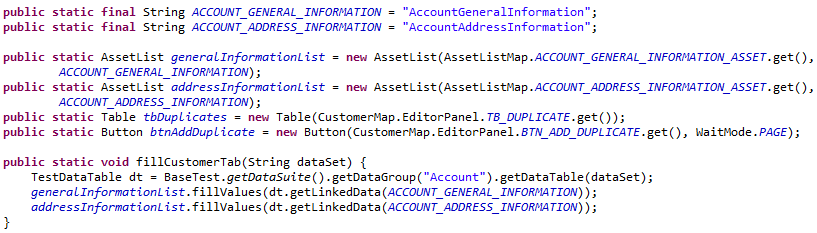 public static final String ACCOUNT_GENERAL_INFORMATION = "AccountGeneralInformation";
public static final String ACCOUNT_ADDRESS_INFORMATION = "AccountAddressInformation";
public static AssetList generalInformationList = new AssetList(AssetListMap.ACCOUNT_GENERAL_INFORMATION_ASSET.get(),
ACCOUNT_GENERAL_INFORMATION);
public static AssetList addressInformationList = new AssetList(AssetListMap.ACCOUNT_ADDRESS_INFORMATION_ASSET.get(),
ACCOUNT_ADDRESS_INFORMATION);
public static Table tbDuplicates = new Table(CustomerMap.EditorPanel.TB_DUPLICATE.get());
public static Button btnAddDuplicate = new Button(CustomerMap.EditorPanel.BTN_ADD_DUPLICATE.get(), WaitMode.PAGE);
public static void fillCustomerTab(String dataSet) {
TestDataTable dt = BaseTest.getDataSuite().getDataGroup("Account").getDataTable(dataSet);
generalInformationList.fillValues(dt.getLinkedData(ACCOUNT_GENERAL_INFORMATION));
addressInformationList.fillValues(dt.getLinkedData(ACCOUNT_ADDRESS_INFORMATION));
}